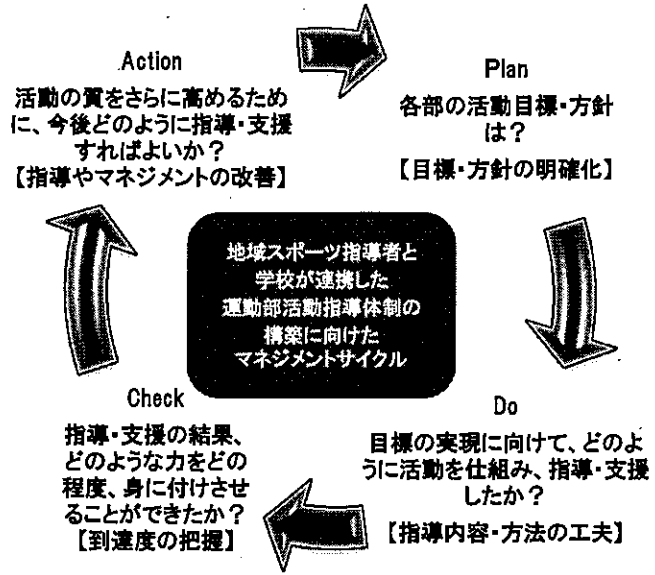 Action
活動の質をさらに高めるため
に、今後どのように指導・支援
すればよいか？
【指導やマネジメントの改善】
Plan
各部の活動目標・方針
は？
【目標・方針の明確化】
地域スポーツ指導者と
学校が連携した
運動部活動指導体制の
構築に向けた
マネジメントサイクル
Check
指導・支援の結果、
どのような力をどの
程度、身に付けさせ
ることができたか？
【到達度の把握】
Do
目標の実現に向けて、どのよ
うに活動を仕組み、指導・支援
したか？
【指導内容・方法の工夫】